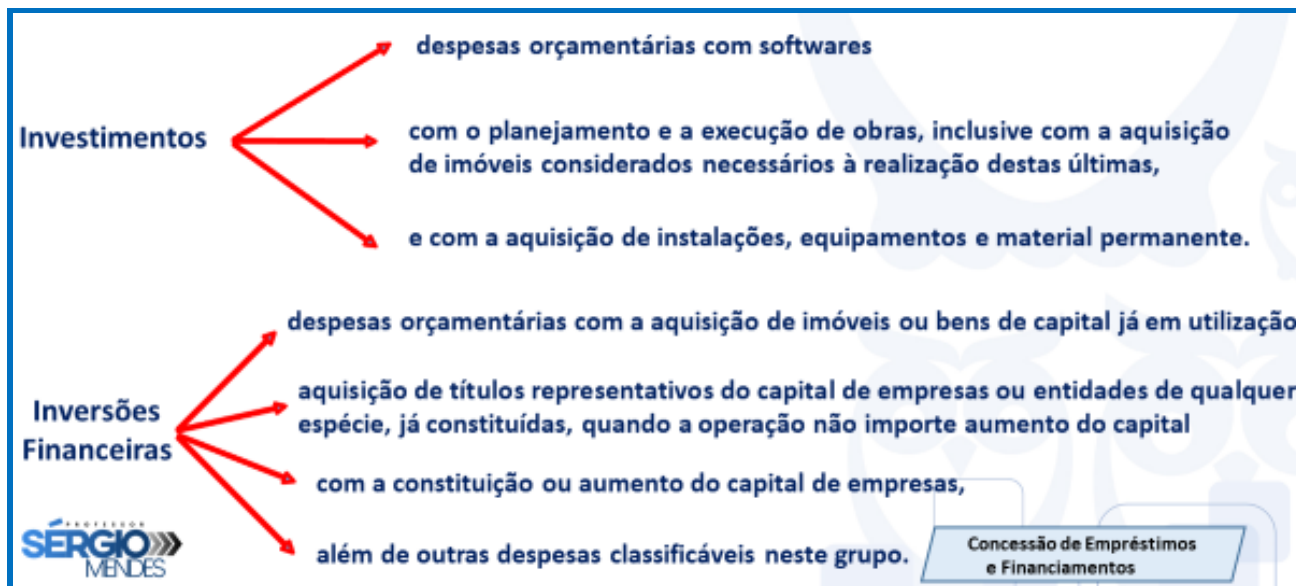 despesas orçamentárias com softwares
Investimentos
com o planejamento e a execução de obras, inclusive com a aquisição
de imóveis considerados necessários à realização destas últimas,
e com a aquisição de instalações, equipamentos e material permanente.
despesas orçamentárias com a aquisição de imóveis ou bens de capital já em utilização
Inversões
Financeiras
aquisição de títulos representativos do capital de empresas ou entidades de qualquer
espécie, já constituídas, quando a operação não importe aumento do capital
com a constituição ou aumento do capital de empresas,
além de outras despesas classificáveis neste grupo.
Concessão de Empréstimos
e Financiamentos
PROFESSOR
SÉRGIO
MENDES